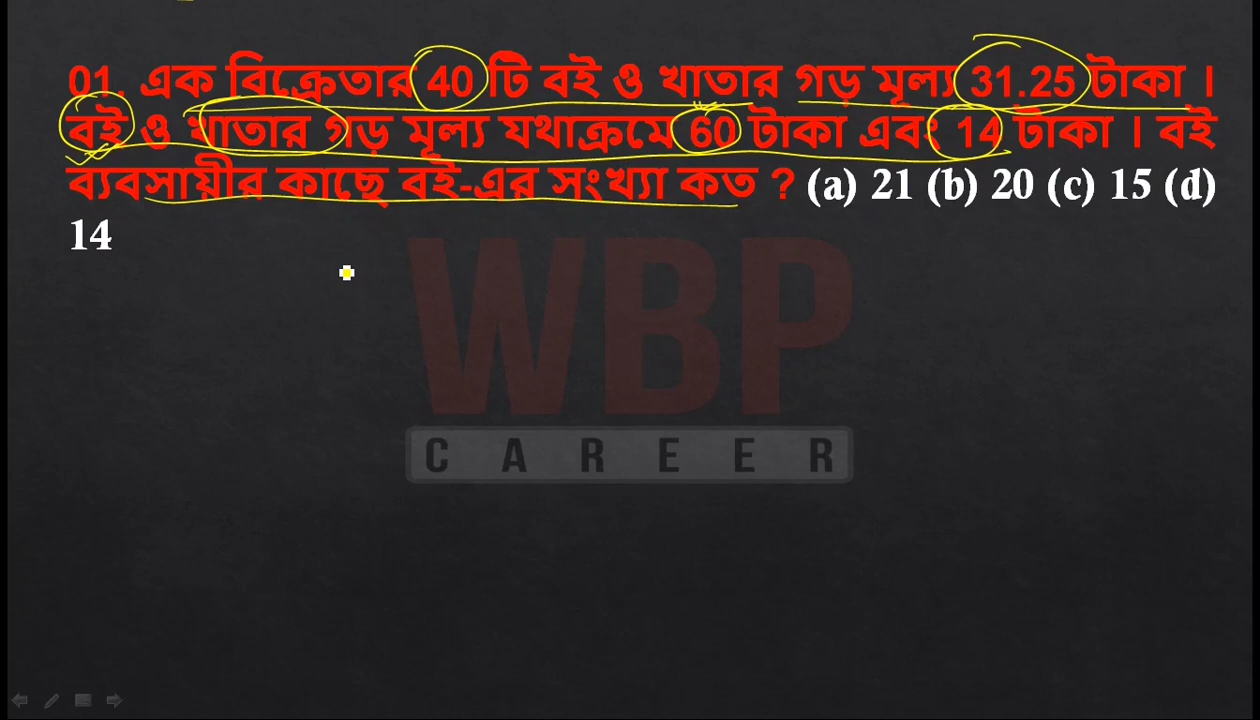 01. এক বিক্রেতার 40 টি বই ও খাতার গড় মূল্য 31.25 টাকা ।
বই ও খাতার গড় মূল্য যথাক্রমে 60 টাকা এবং 14 টাকা । বই
ব্যবসায়ীর কাছে বই-এর সংখ্যা কত ? (a) 21 (b) 20 (c) 15 (d)
14
WBP
CAREER